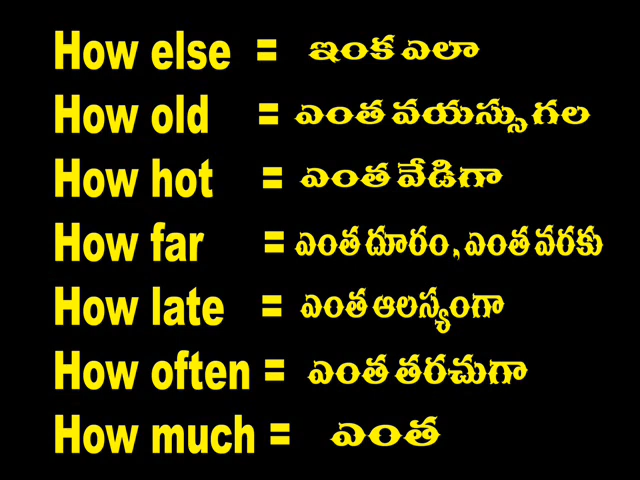 How else = ఇంక ఎలా
How old = ఎంత వయస్సు గల
How hot = ఎంత వేడిగా
How far = ఎంత దూరం, ఎంత వరకు
How late = ఎంత ఆలస్యంగా
How often = ఎంత తరచుగా
How much = ఎంత